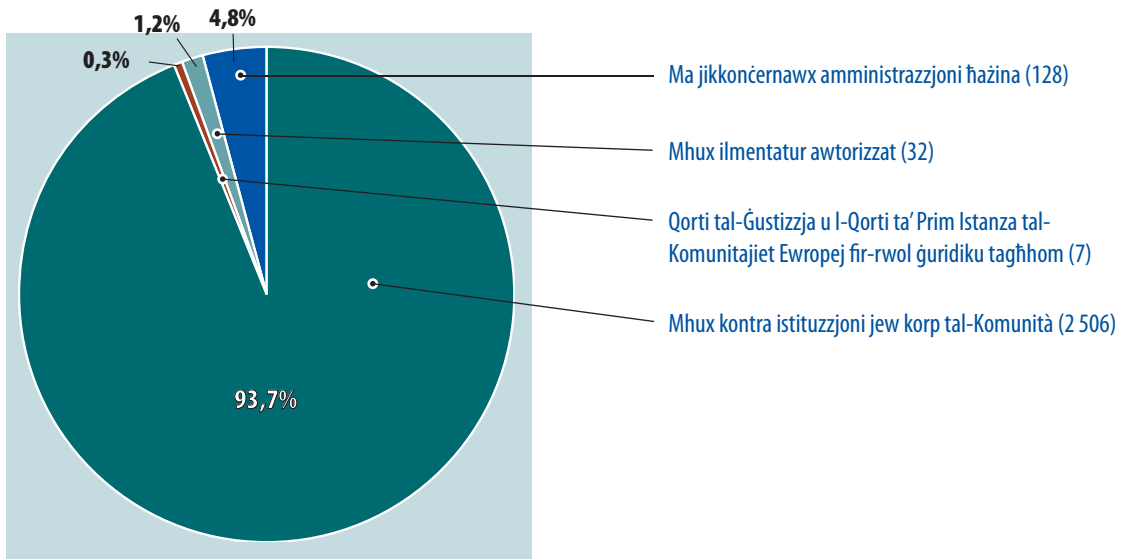 4,8%
1,2%
0,3%
Ma jikkonċernawx amministrazzjoni ħażina (128)
Mhux ilmentatur awtorizzat (32)
Qorti tal-Ġustizzja u l-Qorti ta' Prim Istanza tal-
Komunitajiet Ewropej fir-rwol ġuridiku tagħhom (7)
Mhux kontra istituzzjoni jew korp tal-Komunità (2 506)
93,7%